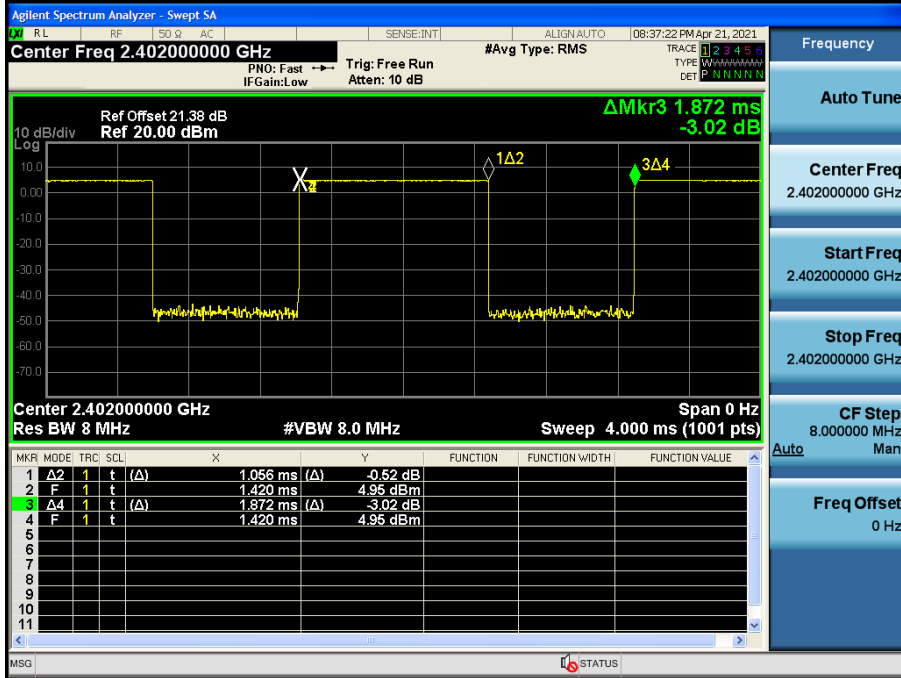 Agilent Spectrum Analyzer - Swept SA
LXI RL RF 50 Ω AC SENSE:INT ALIGN AUTO 08:37:22 PM Apr 21, 2021
Center Freq 2.402000000 GHz #Avg Type: RMS TRACE 1 2 3 4 5 6
PNO: Fast Trig: Free Run TYPE WWWWWW
IFGain:Low Atten: 10 dB DET P N N N N N
Ref Offset 21.38 dB ΔMkr3 1.872 ms
10 dB/div Ref 20.00 dBm -3.02 dB
Log
10.0
0.00
-10.0
-20.0
-30.0
-40.0
-50.0
-60.0
-70.0
1Δ2
3Δ4
Center 2.402000000 GHz Span 0 Hz
Res BW 8 MHz #VBW 8.0 MHz Sweep 4.000 ms (1001 pts)
MKR MODE TRC SCL X Y FUNCTION FUNCTION WIDTH FUNCTION VALUE
1 Δ2 1 t (Δ) 1.056 ms (Δ) -0.52 dB
2 F 1 t 1.420 ms 4.95 dBm
3 Δ4 1 t (Δ) 1.872 ms (Δ) -3.02 dB
4 F 1 t 1.420 ms 4.95 dBm
5
6
7
8
9
10
11
MSG STATUS
Frequency
Auto Tune
Center Freq
2.402000000 GHz
Start Freq
2.402000000 GHz
Stop Freq
2.402000000 GHz
CF Step
8.000000 MHz
Auto Man
Freq Offset
0 Hz